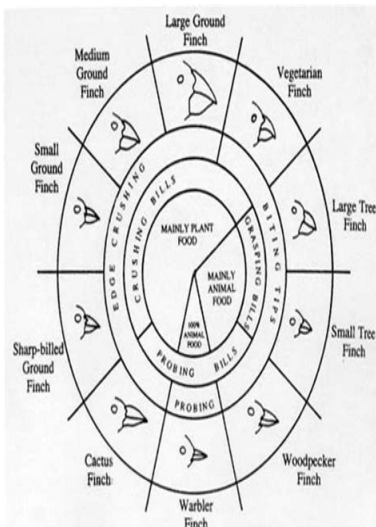 Large Ground
Finch
Medium
Ground
Finch
Vegetarian
Finch
Small
Ground
Finch
Large Tree
Finch
EDGE CRUSHING
CRUSHING BILLS
BITING TIPS
GRASPING BILLS
MAINLY PLANT
FOOD
MAINLY
ANIMAL
FOOD
100%
ANIMAL
FOOD
PROBING BILLS
PROBING
Sharp-billed
Ground
Finch
Small Tree
Finch
Cactus
Finch
Woodpecker
Finch
Warbler
Finch